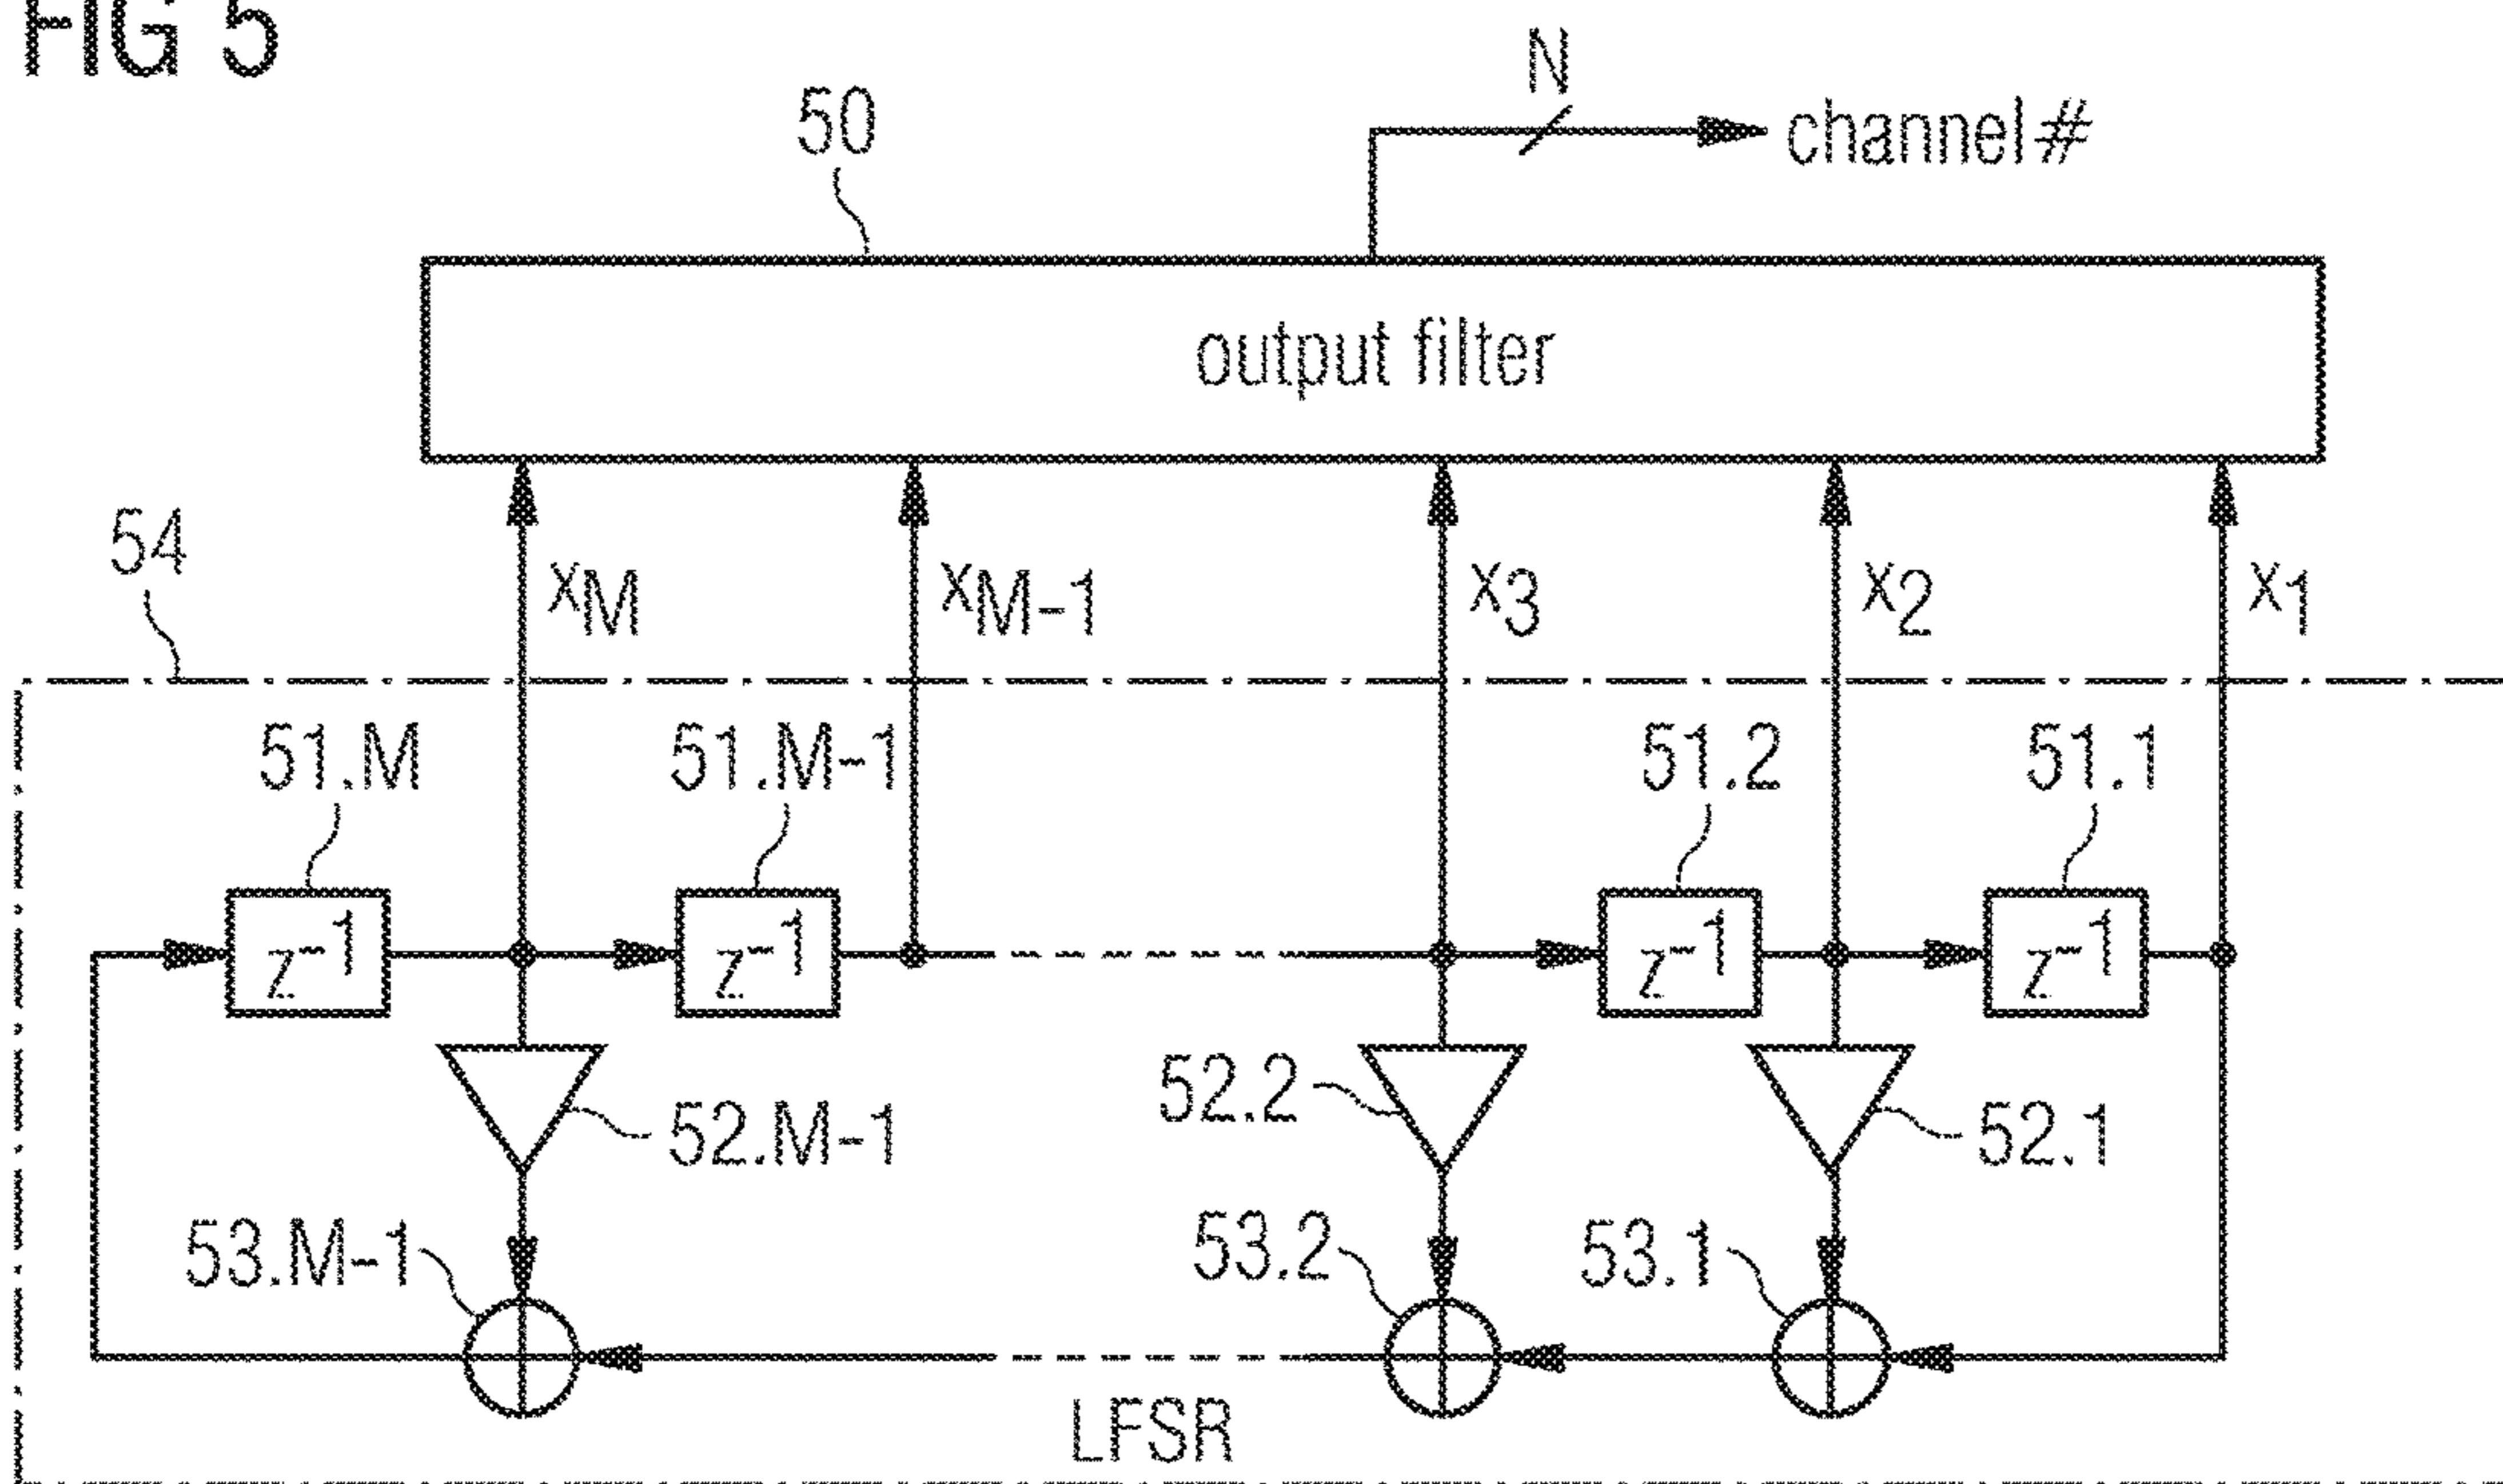 FIG 5
N
50
channel #
output filter
54
xM
xM-1
x3
x2
x1
51.M
51.M-1
51.2
51.1
z-1
z-1
z-1
z-1
52.2
52.M-1
52.1
53.M-1
53.2
53.1
LFSR